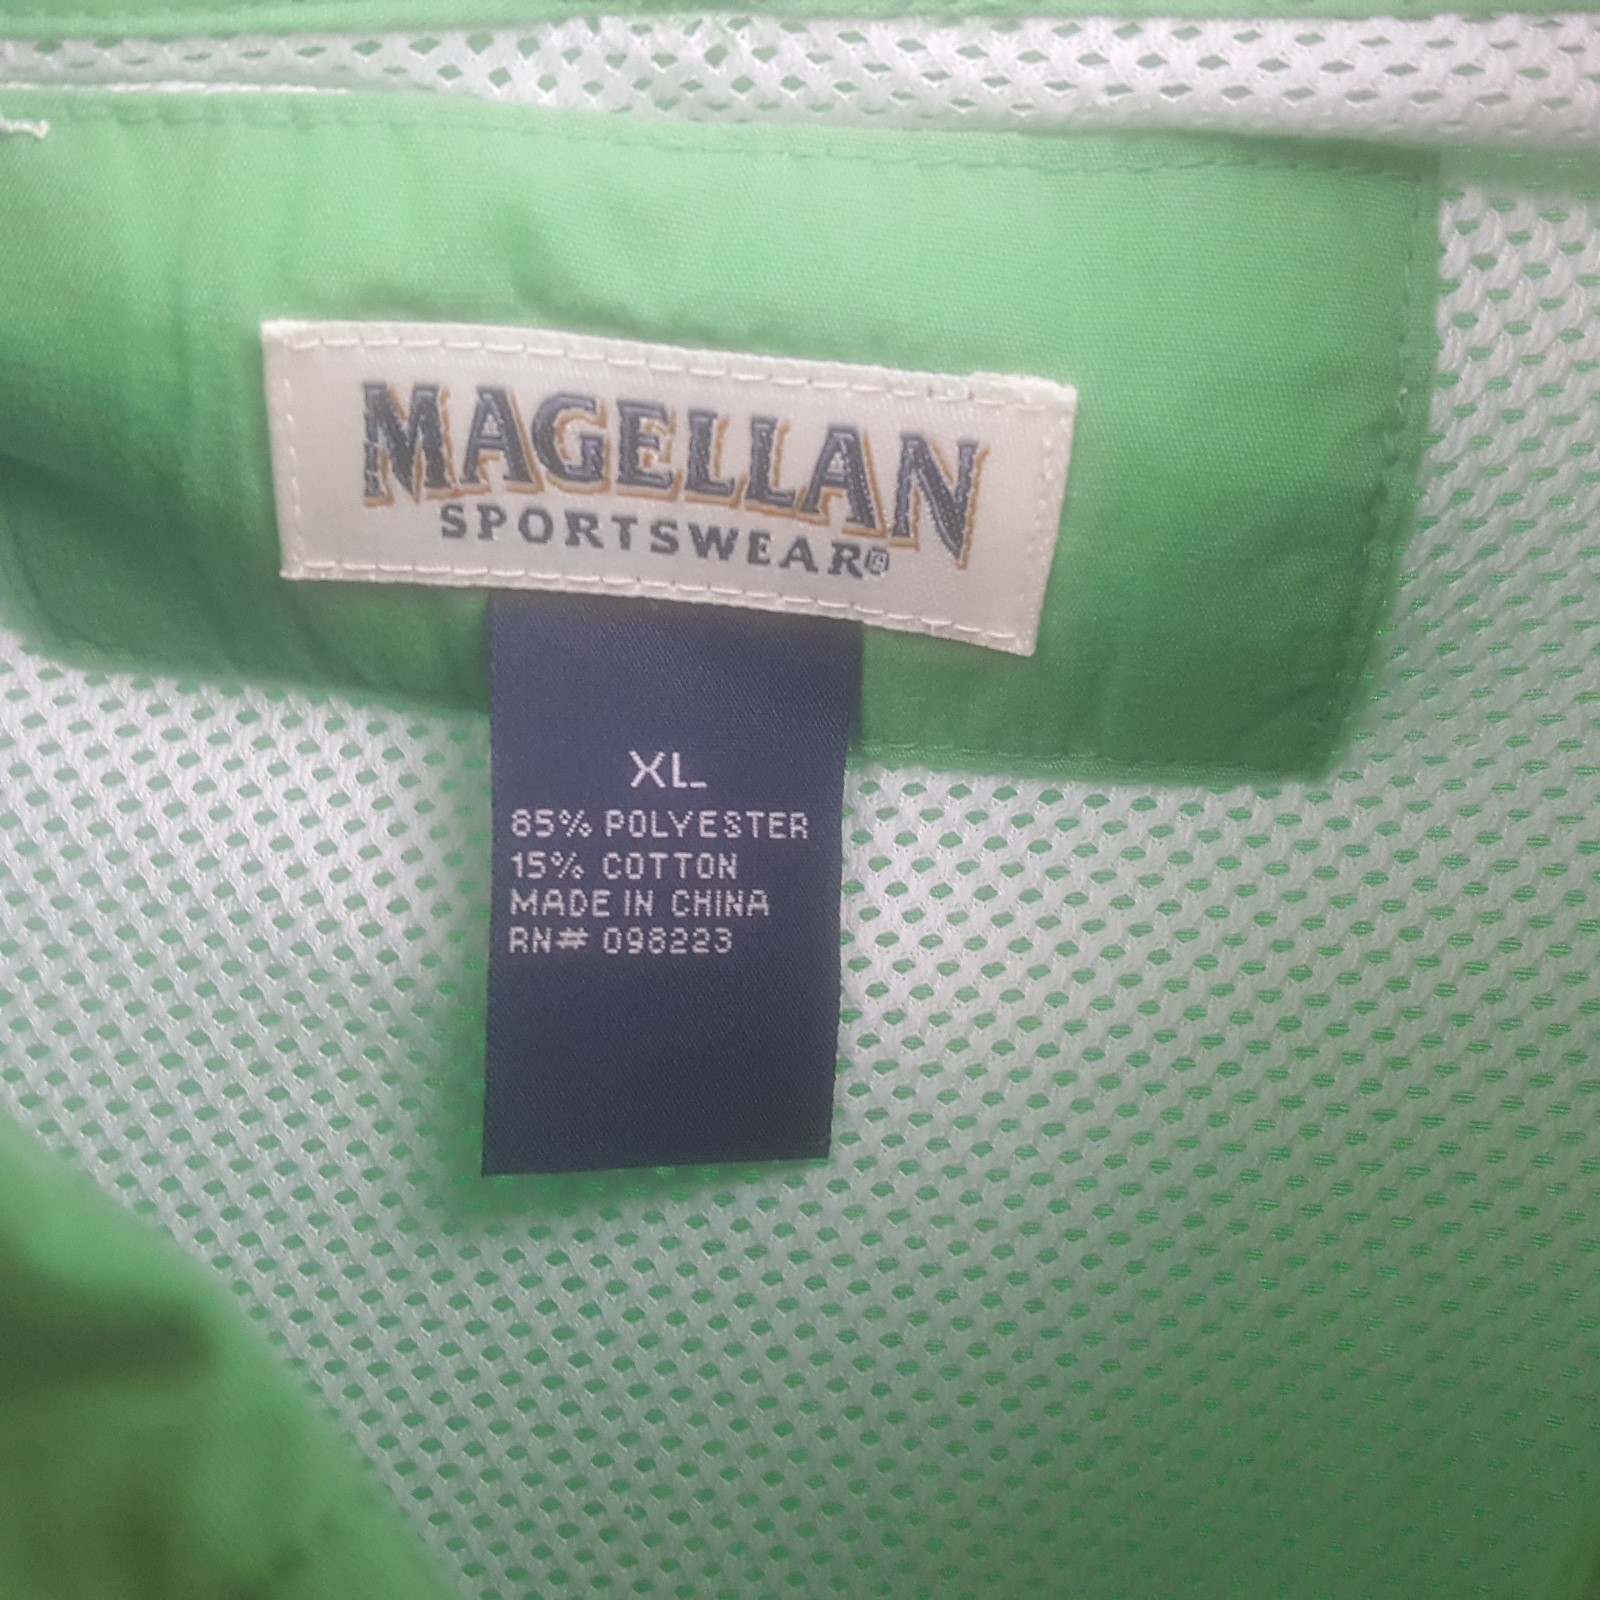 MAGELLAN
SPORTSWEAR®
XL
85% POLYESTER
15% COTTON
MADE IN CHINA
RN# 098223